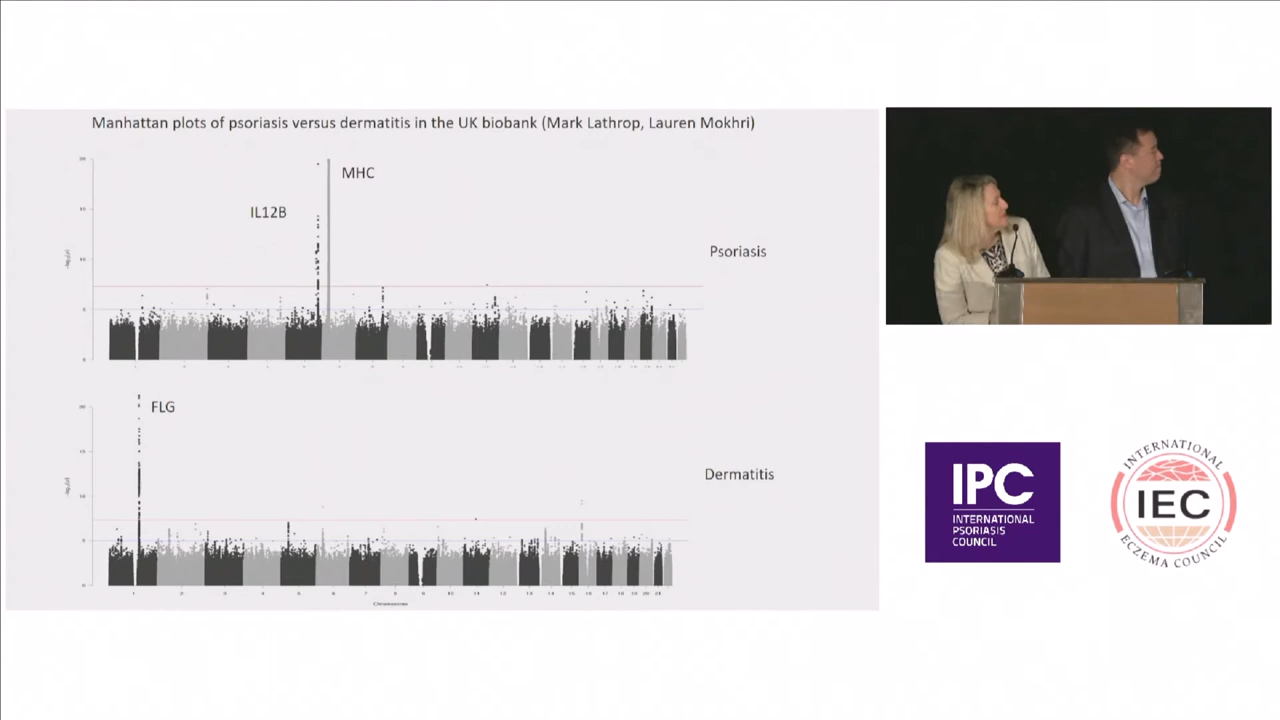 Manhattan plots of psoriasis versus dermatitis in the UK biobank (Mark Lathrop, Lauren Mokhri)
MHC
IL12B
Psoriasis
FLG
Dermatitis
Chromosome
IPC
INTERNATIONAL
PSORIASIS
COUNCIL
INTERNATIONAL
IEC
ECZEMA COUNCIL